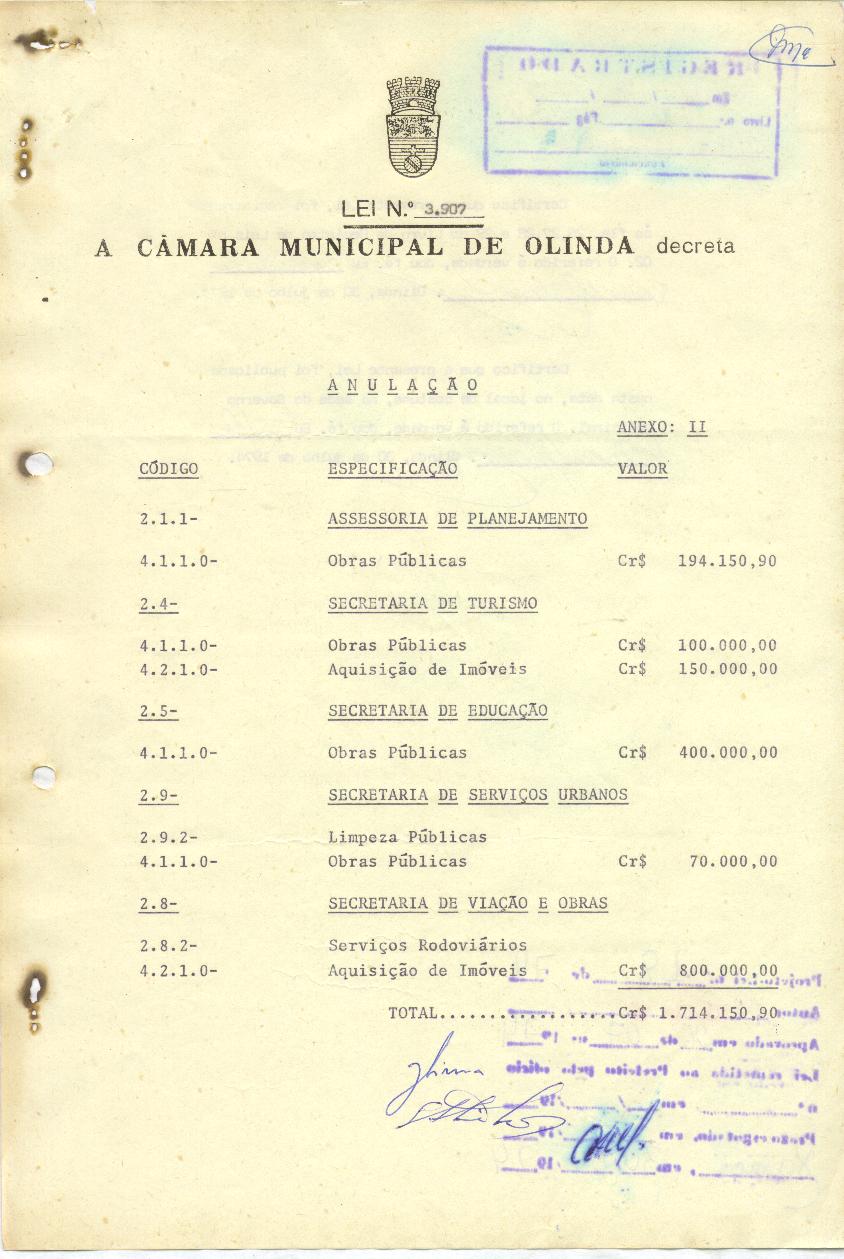 LEI N.º 3.907
A CÂMARA MUNICIPAL DE OLINDA decreta
ANULAÇÃO
ANEXO: II
CÓDIGO ESPECIFICAÇÃO VALOR
2.1.1- ASSESSORIA DE PLANEJAMENTO
4.1.1.0- Obras Públicas Cr$ 194.150,90
2.4- SECRETARIA DE TURISMO
4.1.1.0- Obras Públicas Cr$ 100.000,00
4.2.1.0- Aquisição de Imóveis Cr$ 150.000,00
2.5- SECRETARIA DE EDUCAÇÃO
4.1.1.0- Obras Públicas Cr$ 400.000,00
2.9- SECRETARIA DE SERVIÇOS URBANOS
2.9.2- Limpeza Públicas
4.1.1.0- Obras Públicas Cr$ 70.000,00
2.8- SECRETARIA DE VIAÇÃO E OBRAS
2.8.2- Serviços Rodoviários
4.2.1.0- Aquisição de Imóveis Cr$ 800.000,00
TOTAL..................Cr$ 1.714.150,90